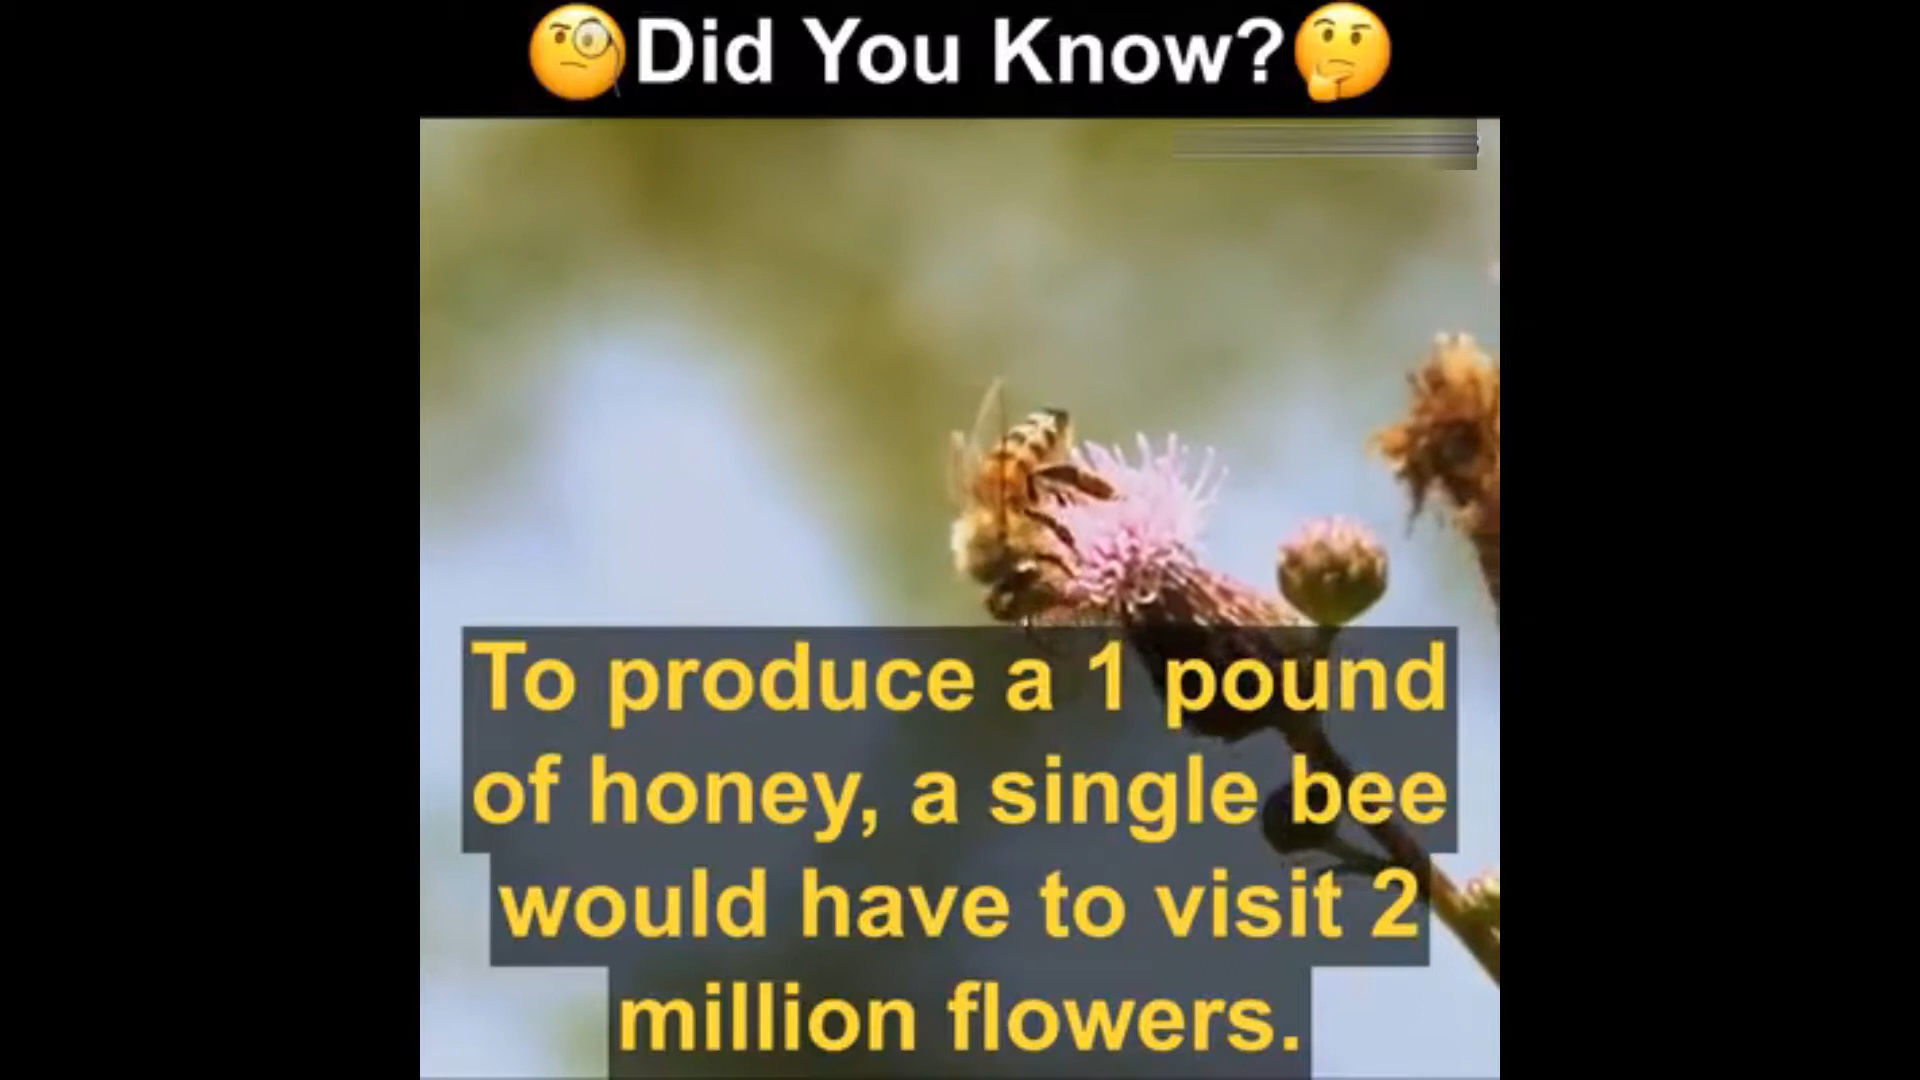 🧐Did You Know?🤔
To produce a 1 pound
of honey, a single bee
would have to visit 2
million flowers.